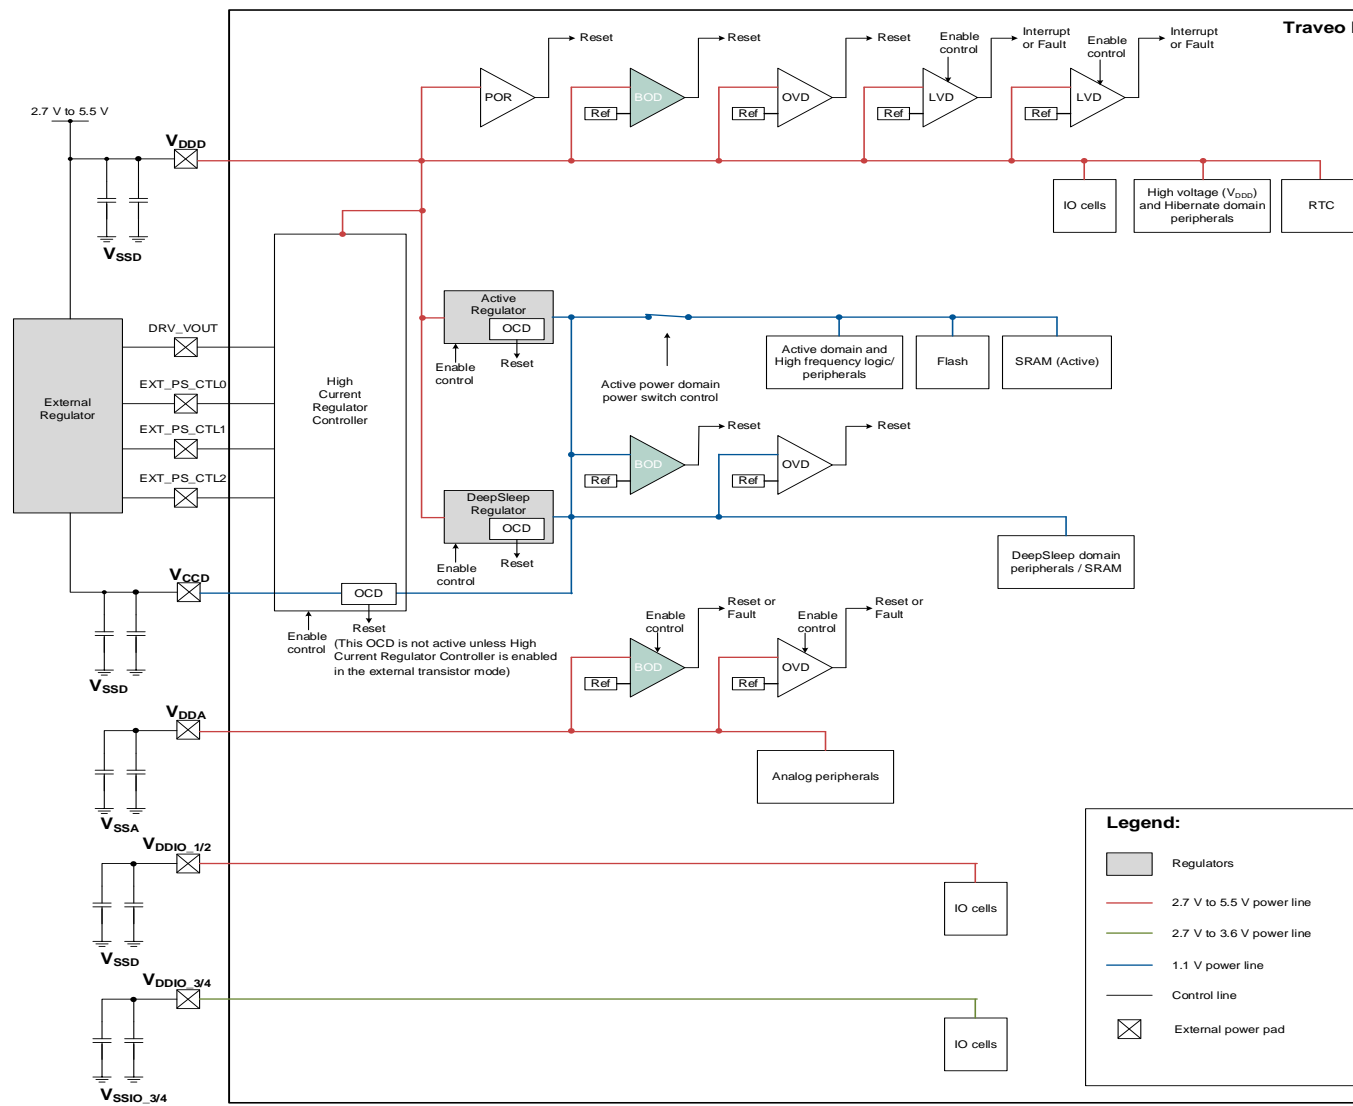 Traveo I
Reset
Reset
Reset
Interrupt
or Fault
Interrupt
or Fault
Enable
control
Enable
control
POR
BOD
OVD
LVD
LVD
Ref
Ref
Ref
Ref
2.7 V to 5.5 V
VDDD
VSSD
IO cells
High voltage (VDDD)
and Hibernate domain
peripherals
RTC
External
Regulator
DRV_VOUT
EXT_PS_CTL0
EXT_PS_CTL1
EXT_PS_CTL2
High
Current
Regulator
Controller
Active
Regulator
OCD
Reset
Enable
control
Active power domain
power switch control
Active domain and
High frequency logic/
peripherals
Flash
SRAM (Active)
Reset
Reset
BOD
OVD
Ref
Ref
DeepSleep
Regulator
OCD
Reset
Enable
control
DeepSleep domain
peripherals / SRAM
VCCD
VSSD
OCD
Enable
control
Reset
(This OCD is not active unless High
Current Regulator Controller is enabled
in the external transistor mode)
Enable
control
Reset or
Fault
Enable
control
Reset or
Fault
BOD
OVD
Ref
Ref
VDDA
VSSA
Analog peripherals
VDDIO_1/2
VSSD
IO cells
VDDIO_3/4
VSSIO_3/4
IO cells
Legend:
Regulators
2.7 V to 5.5 V power line
2.7 V to 3.6 V power line
1.1 V power line
Control line
External power pad